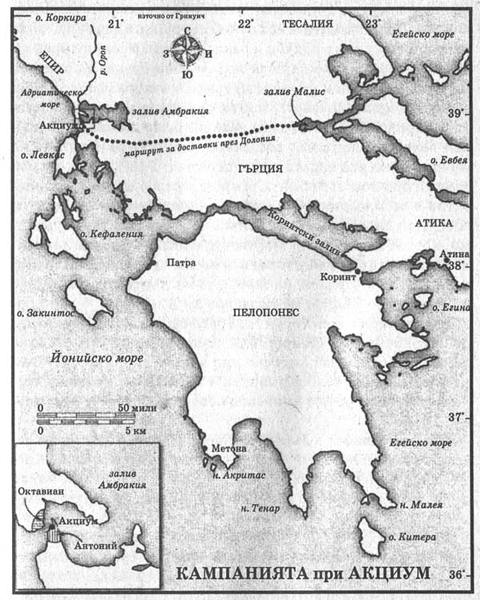 о. Коркира
21°
източно от Гринуич
22°
ТЕСАЛИЯ
23°
Егейско море
С
З
И
Ю
ЕПИР
р. Ороп
Адриатическо
море
Акциум
залив Амбракия
залив Малис
39°
маршрут за доставки през Долопия
о. Левкас
ГЪРЦИЯ
о. Евбея
АТИКА
о. Кефаления
Коринтски залив
Патра
Коринт
Атина
38°
о. Закинтос
ПЕЛОПОНЕС
о. Егина
Йонийско море
0
50 мили
0
5 км
37°
Метона
н. Акритас
Егейско море
н. Тенар
н. Малея
о. Китера
залив
Амбракия
Октавиан
Акциум
Антоний
КАМПАНИЯТА при АКЦИУМ
36°